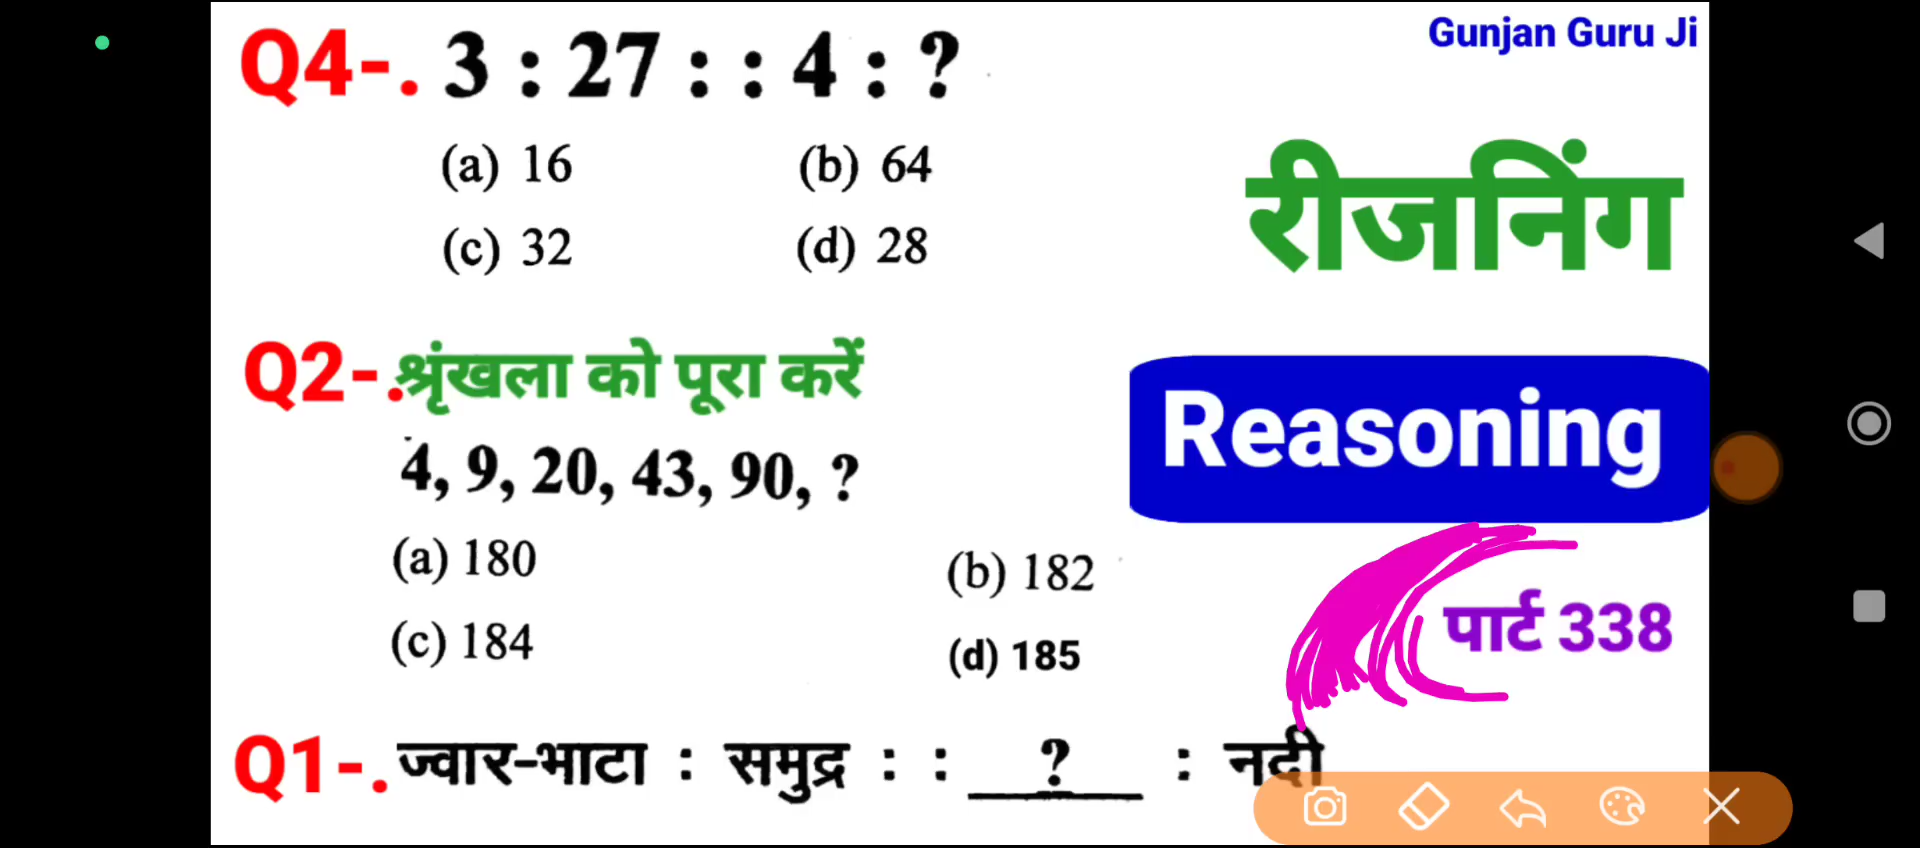 Gunjan Guru Ji
Q4-. 3 : 27 : : 4 : ?
(a) 16 (b) 64
(c) 32 (d) 28
रीजनिंग
Q2-. श्रृंखला को पूरा करें
4, 9, 20, 43, 90, ?
(a) 180 (b) 182
(c) 184 (d) 185
Reasoning
पार्ट 338
Q1-. ज्वार-भाटा : समुद्र : : ? : नदी